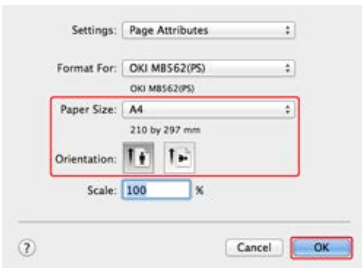 Settings: Page Attributes
Format For: OKI MB562(PS)
OKI MB562(PS)
Paper Size: A4
210 by 297 mm
Orientation:
Scale: 100 %
? Cancel OK